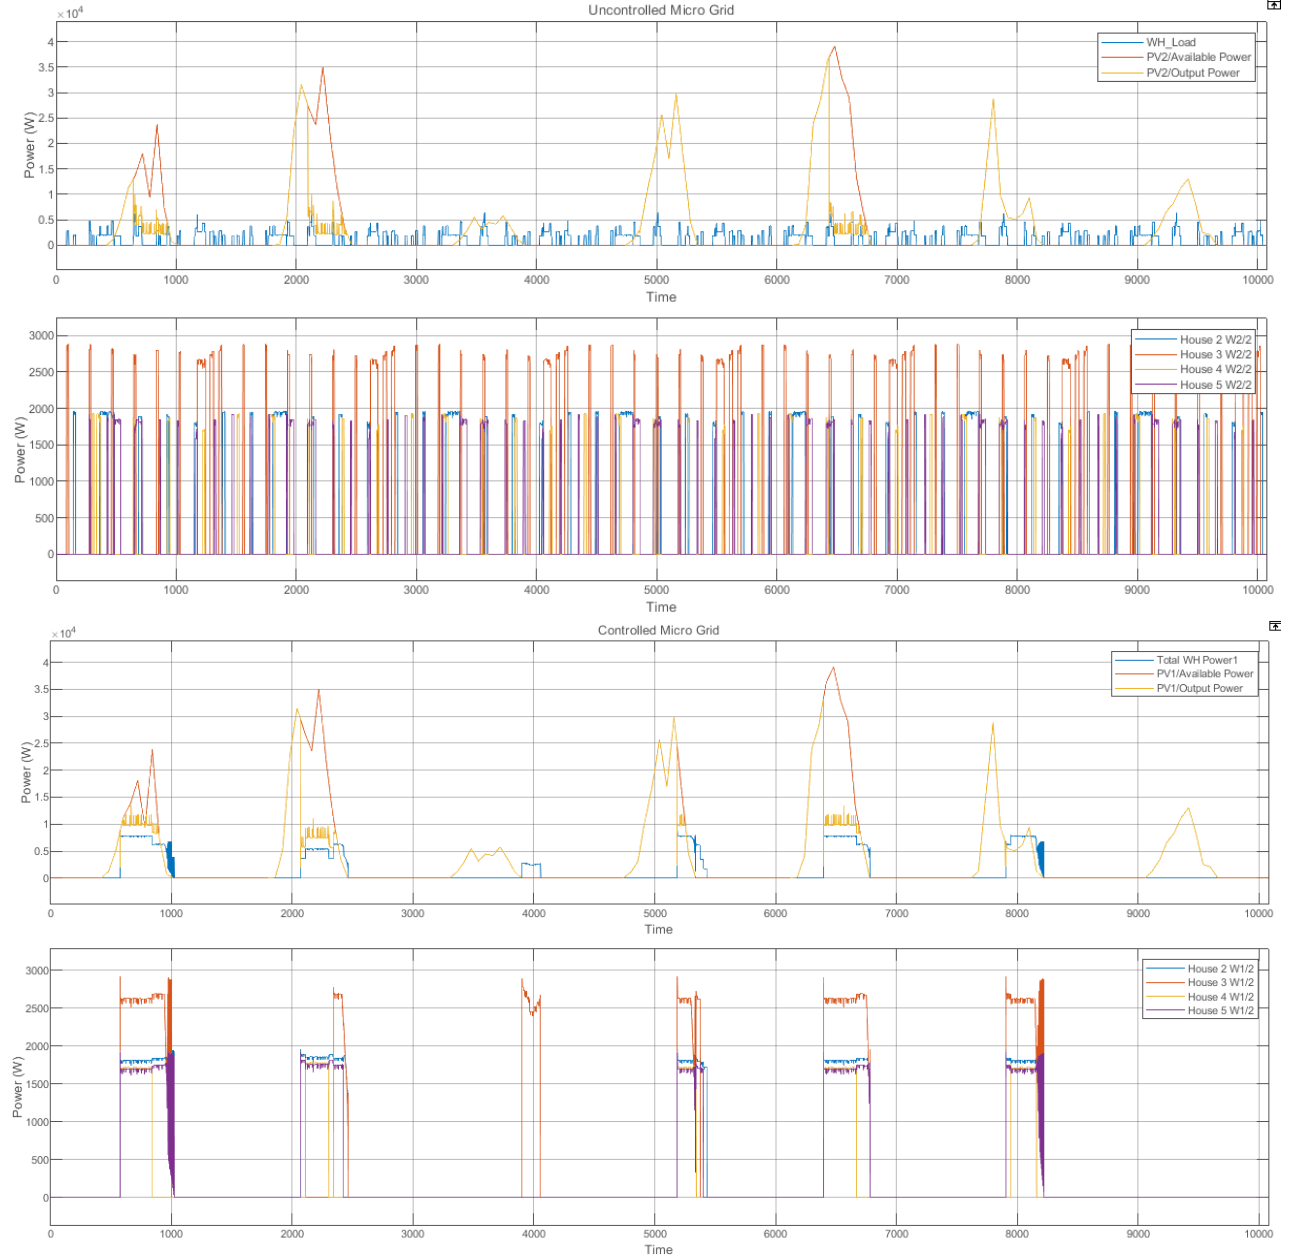 Uncontrolled Micro Grid
×10⁴
4
3.5
3
2.5
2
1.5
1
0.5
0
Power (W)
WH_Load
PV2/Available Power
PV2/Output Power
0 1000 2000 3000 4000 5000 6000 7000 8000 9000 10000
Time
3000
2500
2000
1500
1000
500
0
Power (W)
House 2 W2/2
House 3 W2/2
House 4 W2/2
House 5 W2/2
0 1000 2000 3000 4000 5000 6000 7000 8000 9000 10000
Time
Controlled Micro Grid
×10⁴
4
3.5
3
2.5
2
1.5
1
0.5
0
Power (W)
Total WH Power1
PV1/Available Power
PV1/Output Power
0 1000 2000 3000 4000 5000 6000 7000 8000 9000 10000
Time
3000
2500
2000
1500
1000
500
0
Power (W)
House 2 W1/2
House 3 W1/2
House 4 W1/2
House 5 W1/2
0 1000 2000 3000 4000 5000 6000 7000 8000 9000 10000
Time